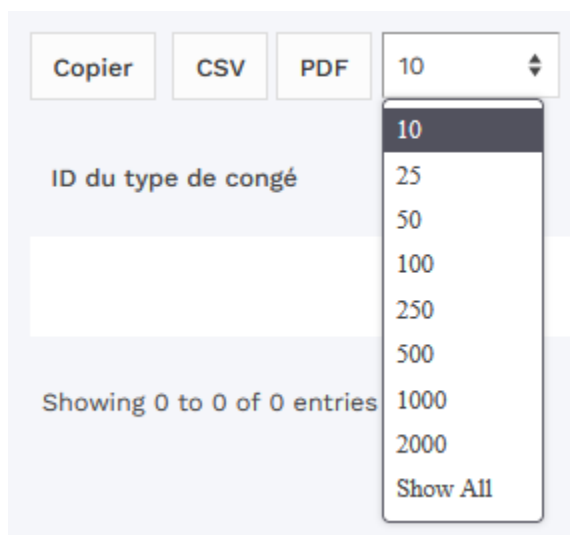 Copier CSV PDF 10
10
ID du type de congé
25
50
100
250
500
Showing 0 to 0 of 0 entries
1000
2000
Show All